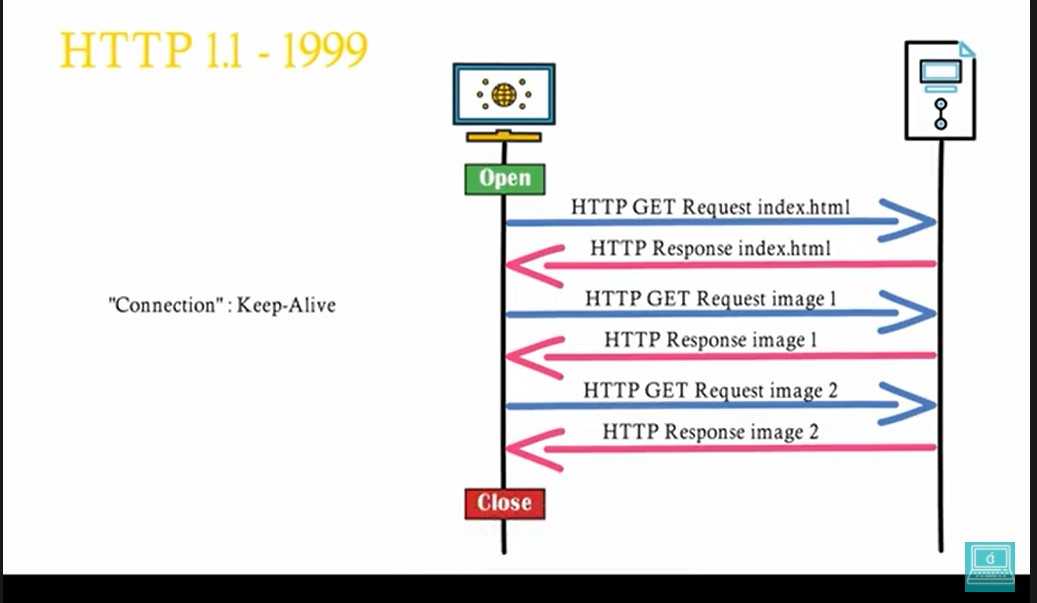 HTTP 1.1 - 1999
Open
HTTP GET Request index.html
HTTP Response index.html
"Connection" : Keep-Alive
HTTP GET Request image 1
HTTP Response image 1
HTTP GET Request image 2
HTTP Response image 2
Close
á